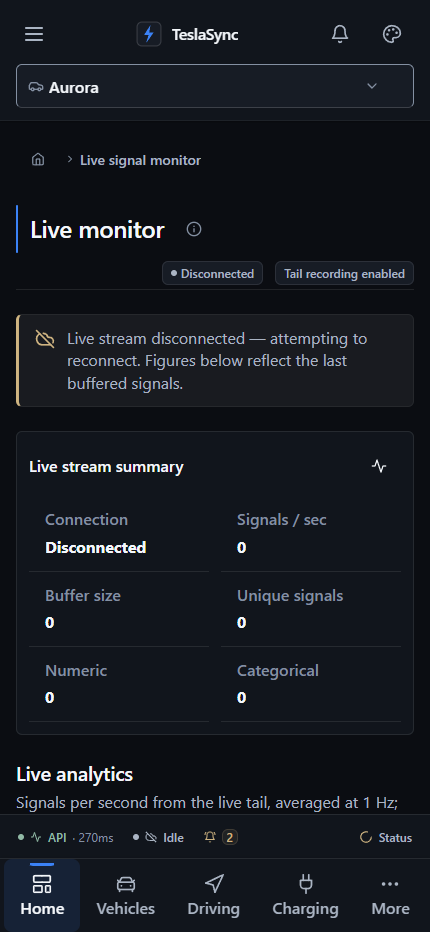 TeslaSync
Aurora
Live signal monitor
Live monitor
Disconnected
Tail recording enabled
Live stream disconnected — attempting to
reconnect. Figures below reflect the last
buffered signals.
Live stream summary
Connection
Disconnected
Signals / sec
0
Buffer size
0
Unique signals
0
Numeric
0
Categorical
0
Live analytics
Signals per second from the live tail, averaged at 1 Hz;
API · 270ms
Idle
2
Status
Home
Vehicles
Driving
Charging
More